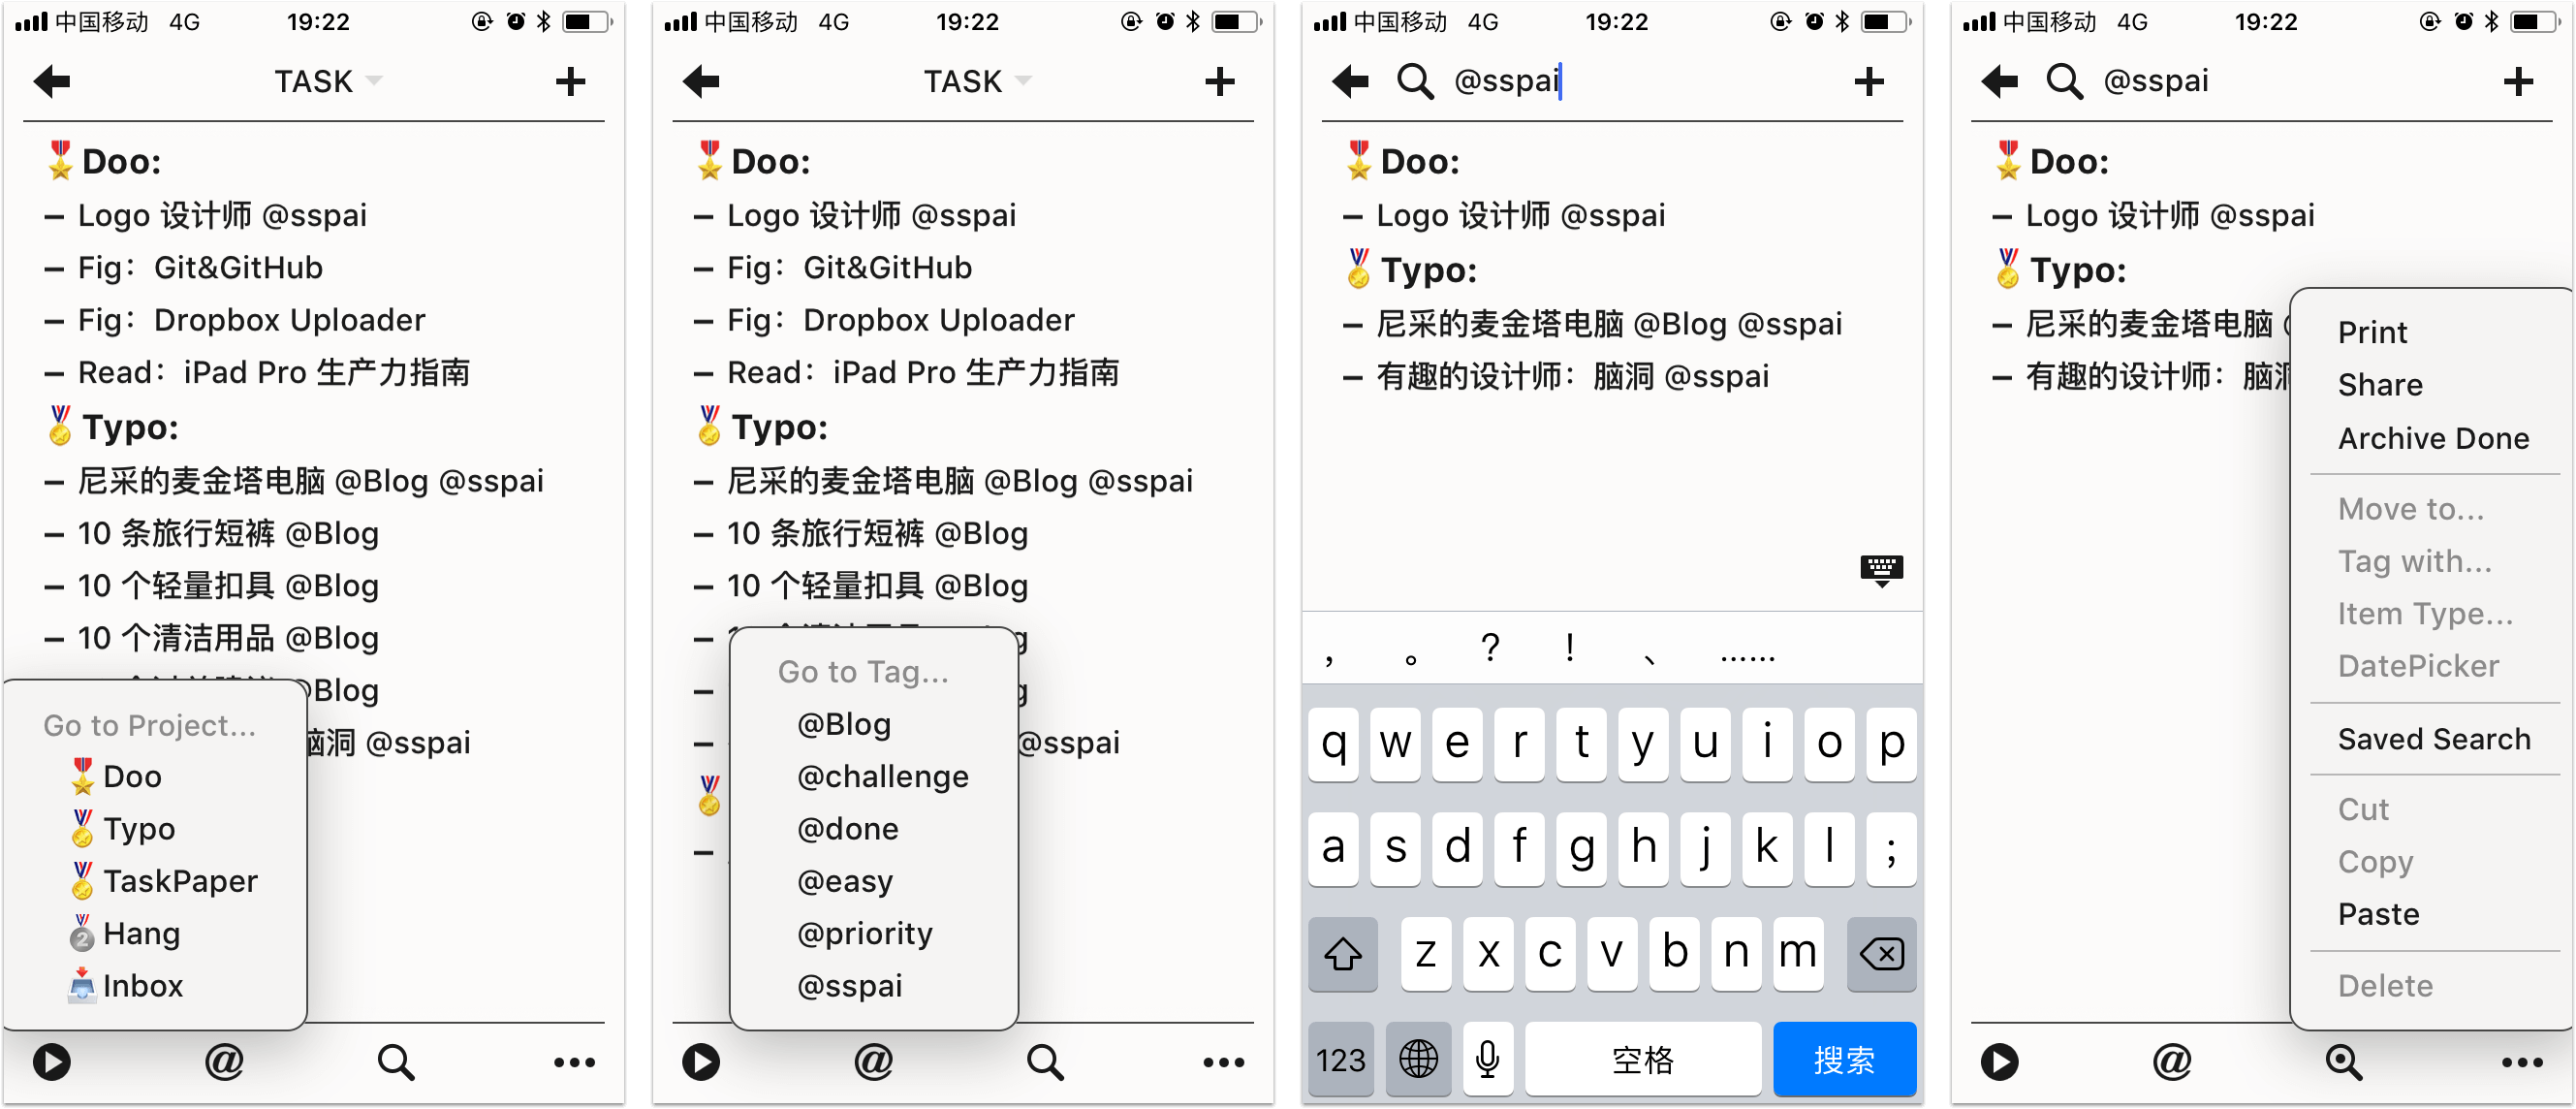 中国移动 4G 19:22
TASK
Doo:
– Logo 设计师 @sspai
– Fig：Git&GitHub
– Fig：Dropbox Uploader
– Read：iPad Pro 生产力指南
Typo:
– 尼采的麦金塔电脑 @Blog @sspai
– 10 条旅行短裤 @Blog
– 10 个轻量扣具 @Blog
– 10 个清洁用品 @Blog
@Blog
脑洞 @sspai
Go to Project...
Doo
Typo
TaskPaper
Hang
Inbox
@
中国移动 4G 19:22
TASK
Doo:
– Logo 设计师 @sspai
– Fig：Git&GitHub
– Fig：Dropbox Uploader
– Read：iPad Pro 生产力指南
Typo:
– 尼采的麦金塔电脑 @Blog @sspai
– 10 条旅行短裤 @Blog
– 10 个轻量扣具 @Blog
@sspai
Go to Tag...
@Blog
@challenge
@done
@easy
@priority
@sspai
@
中国移动 4G 19:22
@sspai
Doo:
– Logo 设计师 @sspai
Typo:
– 尼采的麦金塔电脑 @Blog @sspai
– 有趣的设计师：脑洞 @sspai
， 。 ? ! 、 ……
q w e r t y u i o p
a s d f g h j k l ;
z x c v b n m
123 空格 搜索
中国移动 4G 19:22
@sspai
Doo:
– Logo 设计师 @sspai
Typo:
– 尼采的麦金塔电脑
– 有趣的设计师：脑洞
Print
Share
Archive Done
Move to...
Tag with...
Item Type...
DatePicker
Saved Search
Cut
Copy
Paste
Delete
@